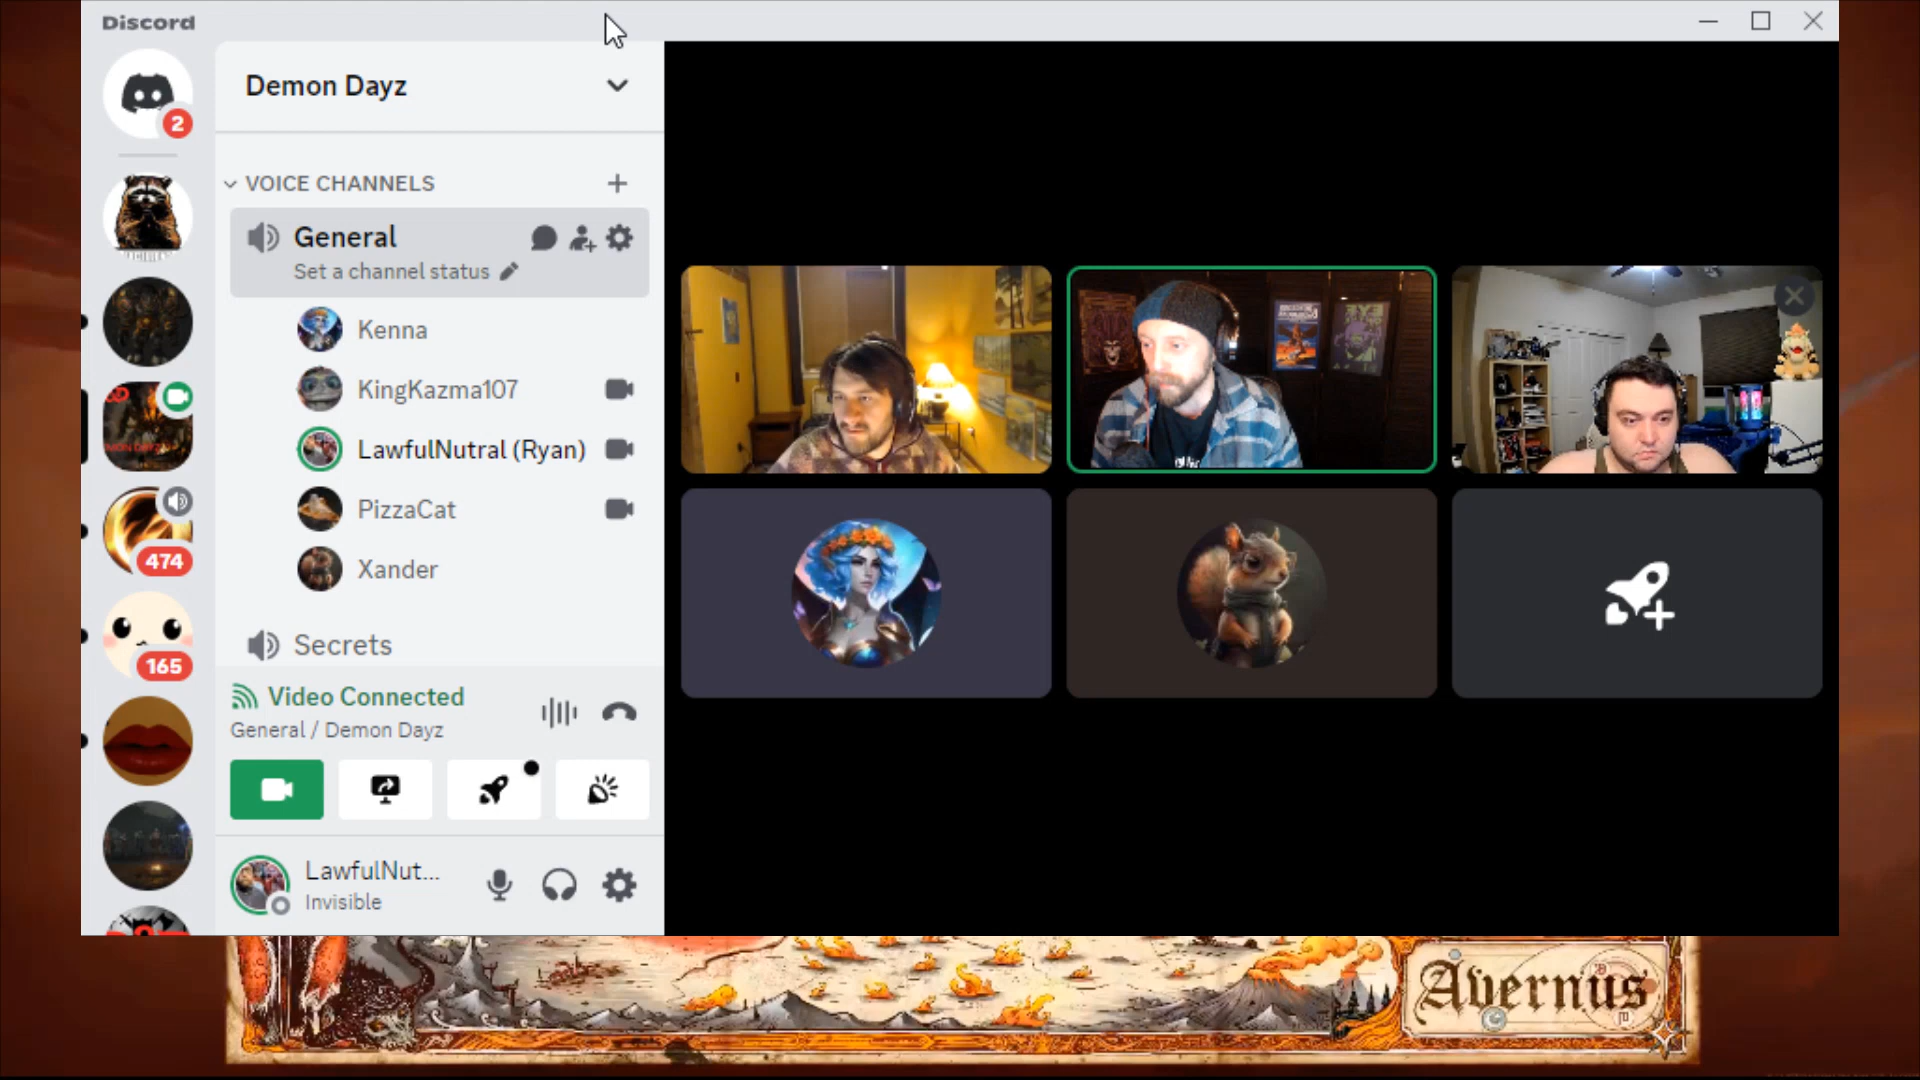 Discord
2
474
165
Demon Dayz
VOICE CHANNELS
General
Set a channel status
Kenna
KingKazma107
LawfulNutral (Ryan)
PizzaCat
Xander
Secrets
Video Connected
General / Demon Dayz
LawfulNut...
Invisible
Avernus